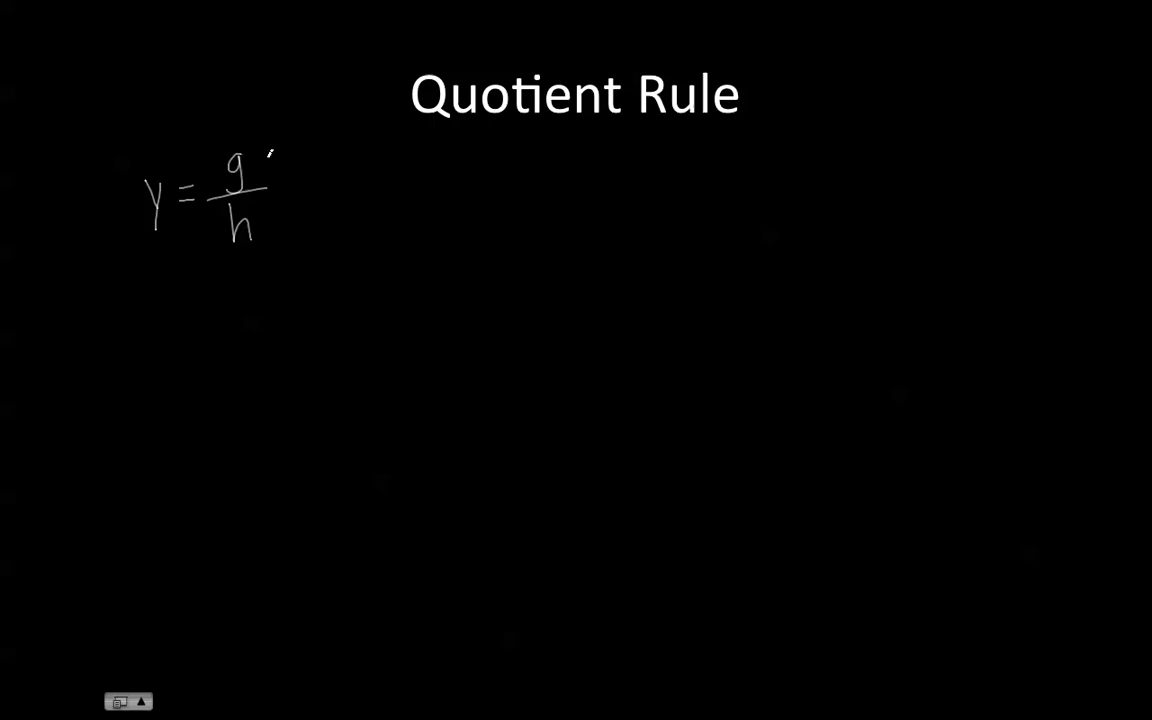 Quotient Rule
y = g/h